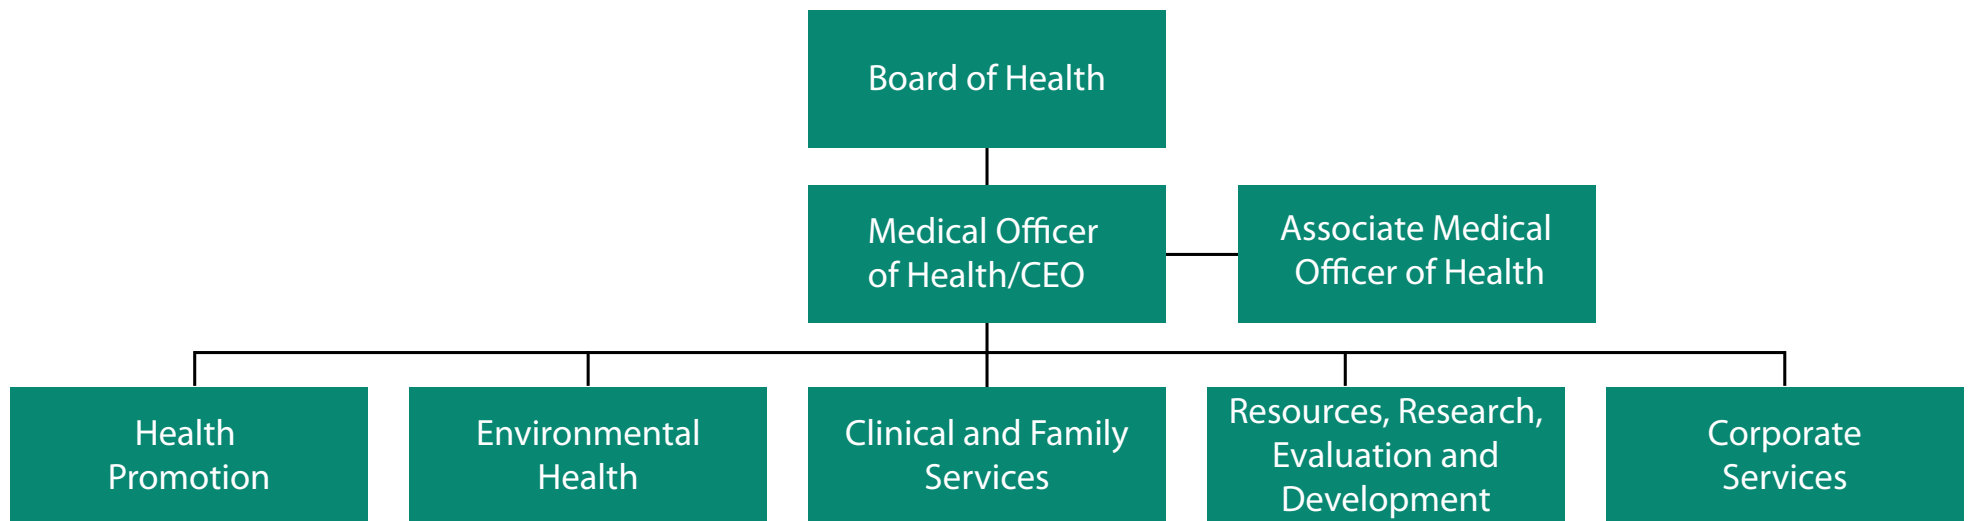 Board of Health
Medical Officer
of Health/CEO
Associate Medical
Officer of Health
Health
Promotion
Environmental
Health
Clinical and Family
Services
Resources, Research,
Evaluation and
Development
Corporate
Services